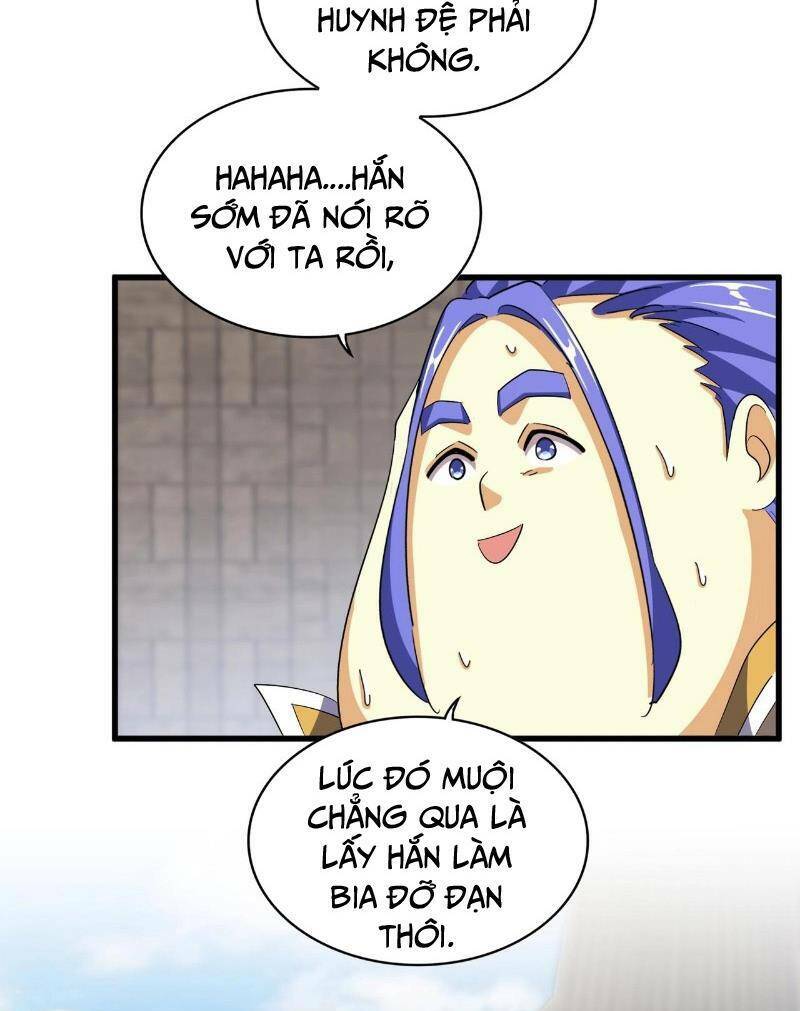 HUYNH ĐỆ PHẢI
KHÔNG.
HAHAHA....HẮN
SỚM ĐÃ NÓI RÕ
VỚI TA RỒI,
LÚC ĐÓ MUỘI
CHẲNG QUA LÀ
LẤY HẮN LÀM
BIA ĐỠ ĐẠN
THÔI.